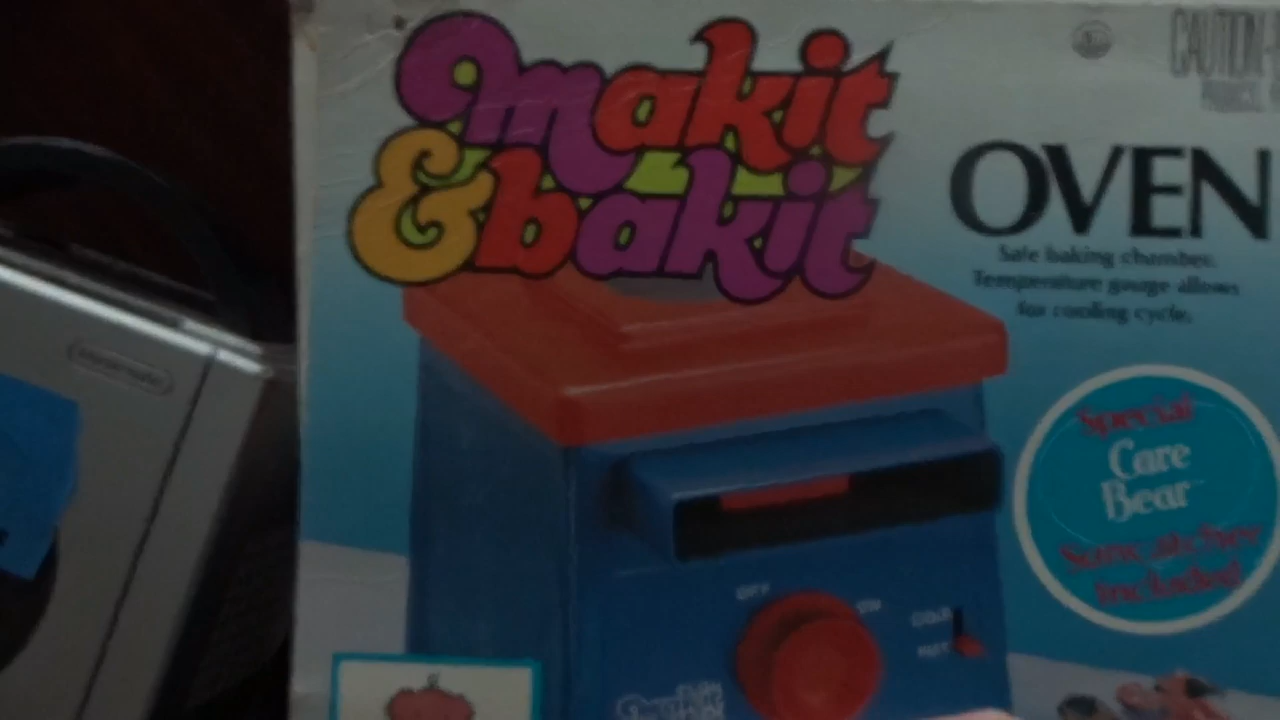 makit
& bakit
CAUTION
OVEN
Safe baking chamber.
Temperature gauge allows
for cooling cycle.
Special
Care
Bear
Included
OFF
ON
COLD
HOT